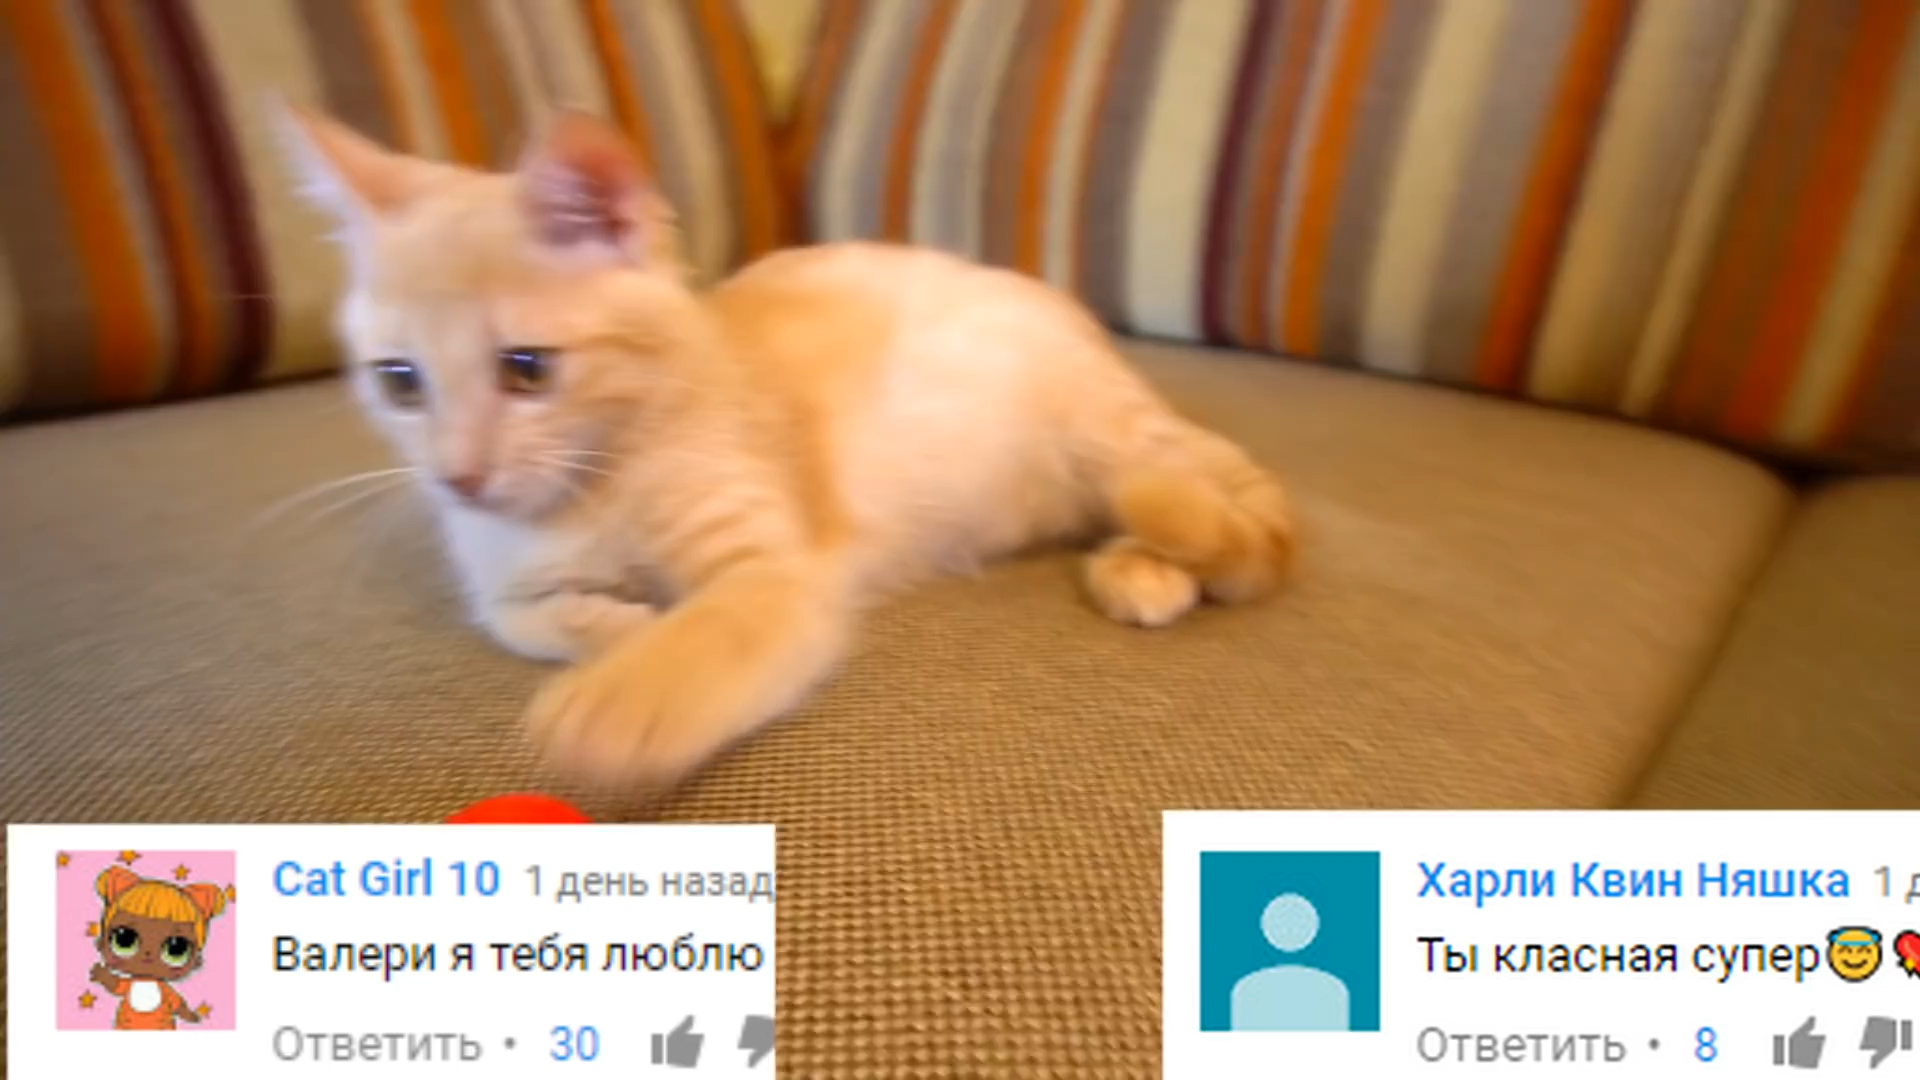 Cat Girl 10 1 день назад
Валери я тебя люблю
Ответить • 30
Харли Квин Няшка 1
Ты класная супер
Ответить • 8